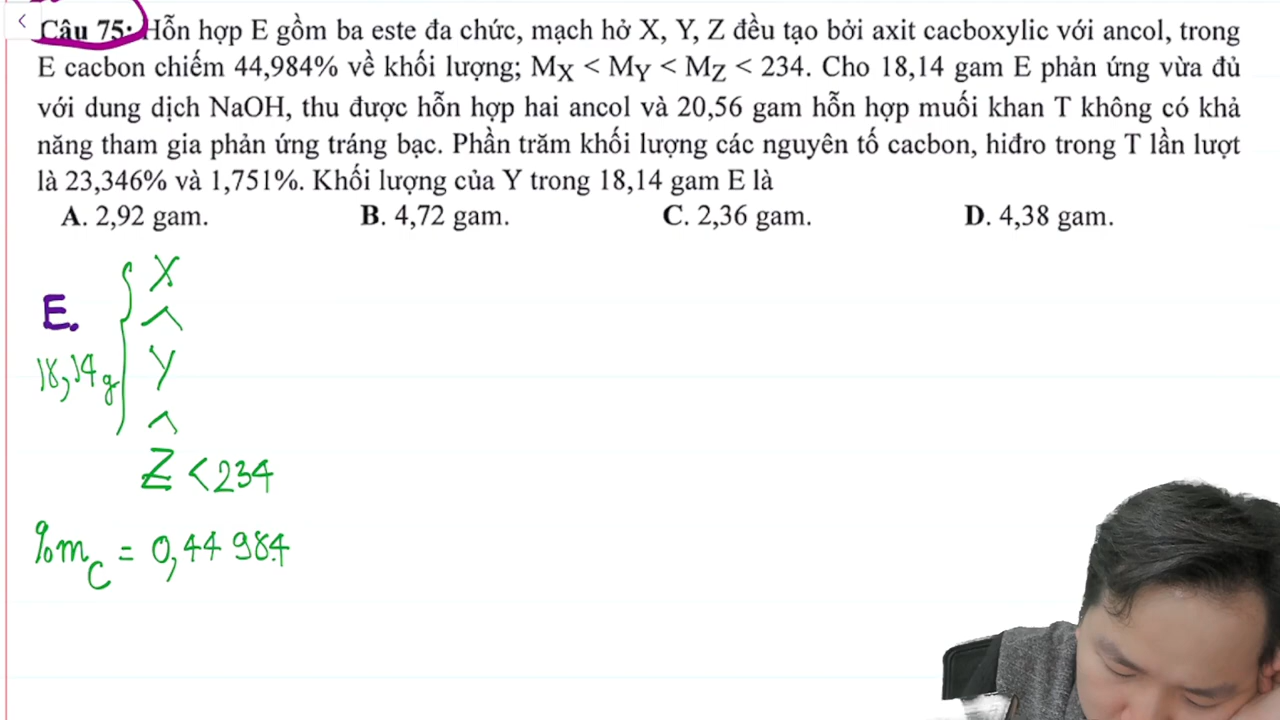 Câu 75: Hỗn hợp E gồm ba este đa chức, mạch hở X, Y, Z đều tạo bởi axit cacboxylic với ancol, trong
E cacbon chiếm 44,984% về khối lượng; MX < MY < MZ < 234. Cho 18,14 gam E phản ứng vừa đủ
với dung dịch NaOH, thu được hỗn hợp hai ancol và 20,56 gam hỗn hợp muối khan T không có khả
năng tham gia phản ứng tráng bạc. Phần trăm khối lượng các nguyên tố cacbon, hiđro trong T lần lượt
là 23,346% và 1,751%. Khối lượng của Y trong 18,14 gam E là
A. 2,92 gam. B. 4,72 gam. C. 2,36 gam. D. 4,38 gam.
X
^
E.
18,14g
Y
^
Z < 234
%mC = 0,44984